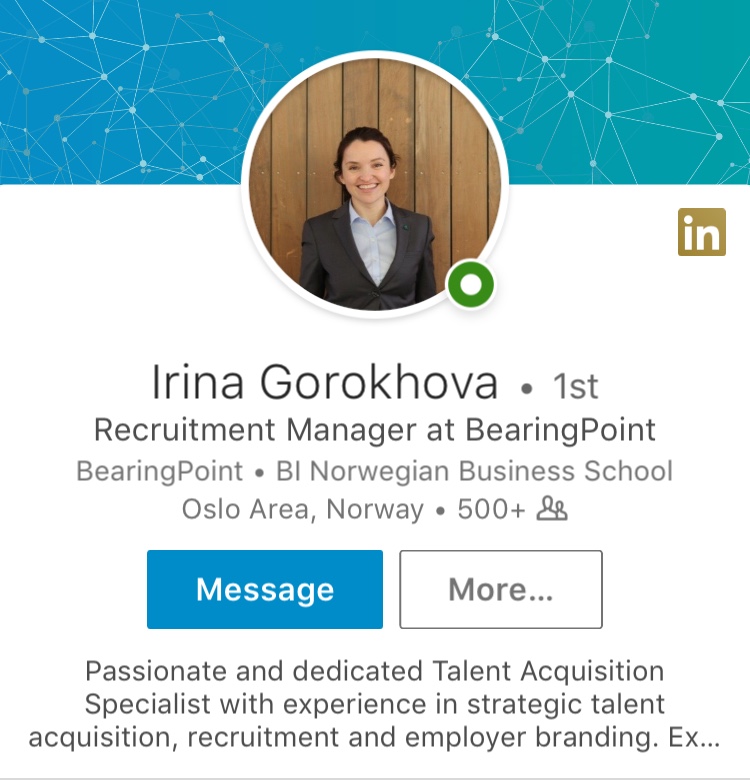 in
Irina Gorokhova • 1st
Recruitment Manager at BearingPoint
BearingPoint • BI Norwegian Business School
Oslo Area, Norway • 500+
Message
More...
Passionate and dedicated Talent Acquisition
Specialist with experience in strategic talent
acquisition, recruitment and employer branding. Ex...